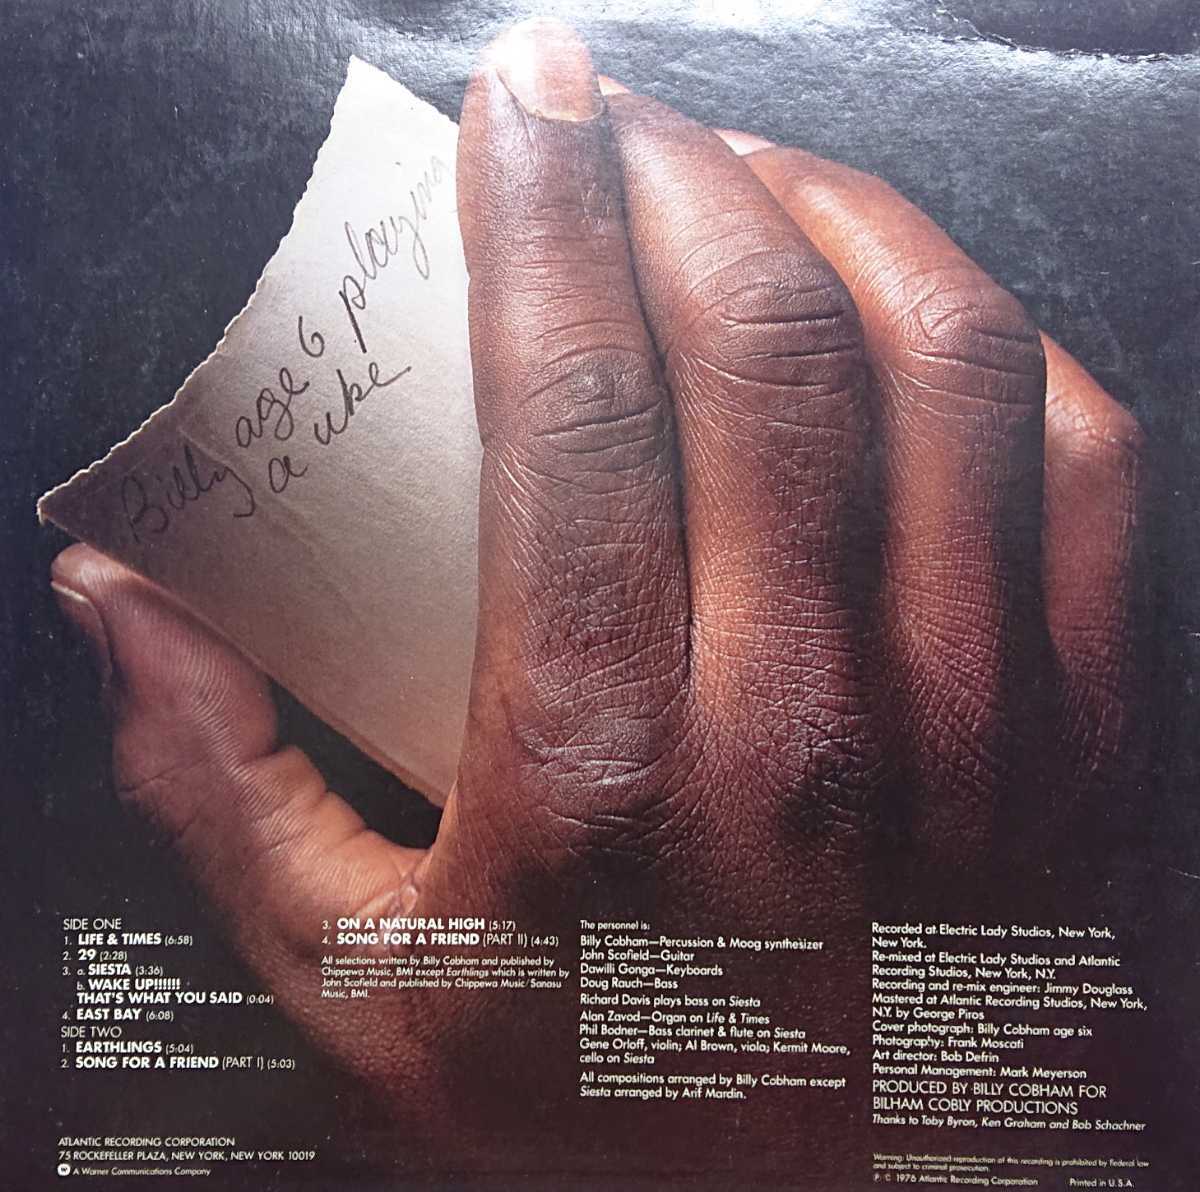 Billy age 6 playing
a uke
SIDE ONE
1. LIFE & TIMES (6:58)
2. 29 (2:28)
3. a. SIESTA (3:36)
b. WAKE UP!!!!!!
THAT'S WHAT YOU SAID (0:04)
4. EAST BAY (6:08)
SIDE TWO
1. EARTHLINGS (5:04)
2. SONG FOR A FRIEND (PART I) (5:03)
3. ON A NATURAL HIGH (5:17)
4. SONG FOR A FRIEND (PART II) (4:43)
All selections written by Billy Cobham and published by
Chippewa Music, BMI except Earthlings which is written by
John Scofield and published by Chippewa Music/Sanasu
Music, BMI.
The personnel is:
Billy Cobham—Percussion & Moog synthesizer
John Scofield—Guitar
Dawilli Gonga—Keyboards
Doug Rauch—Bass
Richard Davis plays bass on Siesta
Alan Zavod—Organ on Life & Times
Phil Bodner—Bass clarinet & flute on Siesta
Gene Orloff, violin; Al Brown, viola; Kermit Moore,
cello on Siesta
All compositions arranged by Billy Cobham except
Siesta arranged by Arif Mardin.
Recorded at Electric Lady Studios, New York,
New York.
Re-mixed at Electric Lady Studios and Atlantic
Recording Studios, New York, N.Y.
Recording and re-mix engineer: Jimmy Douglass
Mastered at Atlantic Recording Studios, New York,
N.Y. by George Piros
Cover photograph: Billy Cobham age six
Photography: Frank Moscati
Art director: Bob Defrin
Personal Management: Mark Meyerson
PRODUCED BY BILLY COBHAM FOR
BILHAM COBLY PRODUCTIONS
Thanks to Toby Byron, Ken Graham and Bob Schachner
ATLANTIC RECORDING CORPORATION
75 ROCKEFELLER PLAZA, NEW YORK, NEW YORK 10019
A Warner Communications Company
Warning: Unauthorized reproduction of this recording is prohibited by Federal law
and subject to criminal prosecution.
℗ © 1976 Atlantic Recording Corporation Printed in U.S.A.